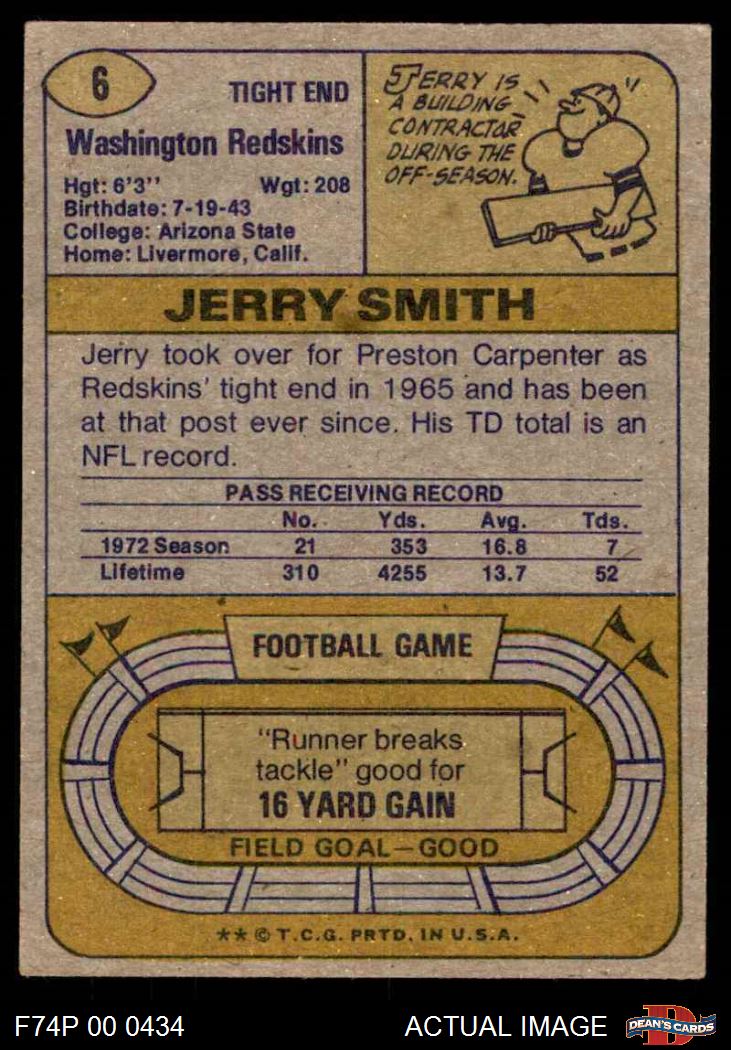 6
TIGHT END
Washington Redskins
Hgt: 6'3" Wgt: 208
Birthdate: 7-19-43
College: Arizona State
Home: Livermore, Calif.
JERRY IS
A BUILDING
CONTRACTOR
DURING THE
OFF-SEASON.
JERRY SMITH
Jerry took over for Preston Carpenter as
Redskins' tight end in 1965 and has been
at that post ever since. His TD total is an
NFL record.
PASS RECEIVING RECORD
No. Yds. Avg. Tds.
1972 Season 21 353 16.8 7
Lifetime 310 4255 13.7 52
FOOTBALL GAME
"Runner breaks
tackle" good for
16 YARD GAIN
FIELD GOAL—GOOD
** © T.C.G. PRTD. IN U.S.A.
F74P 00 0434 ACTUAL IMAGE
D
DEAN'S CARDS